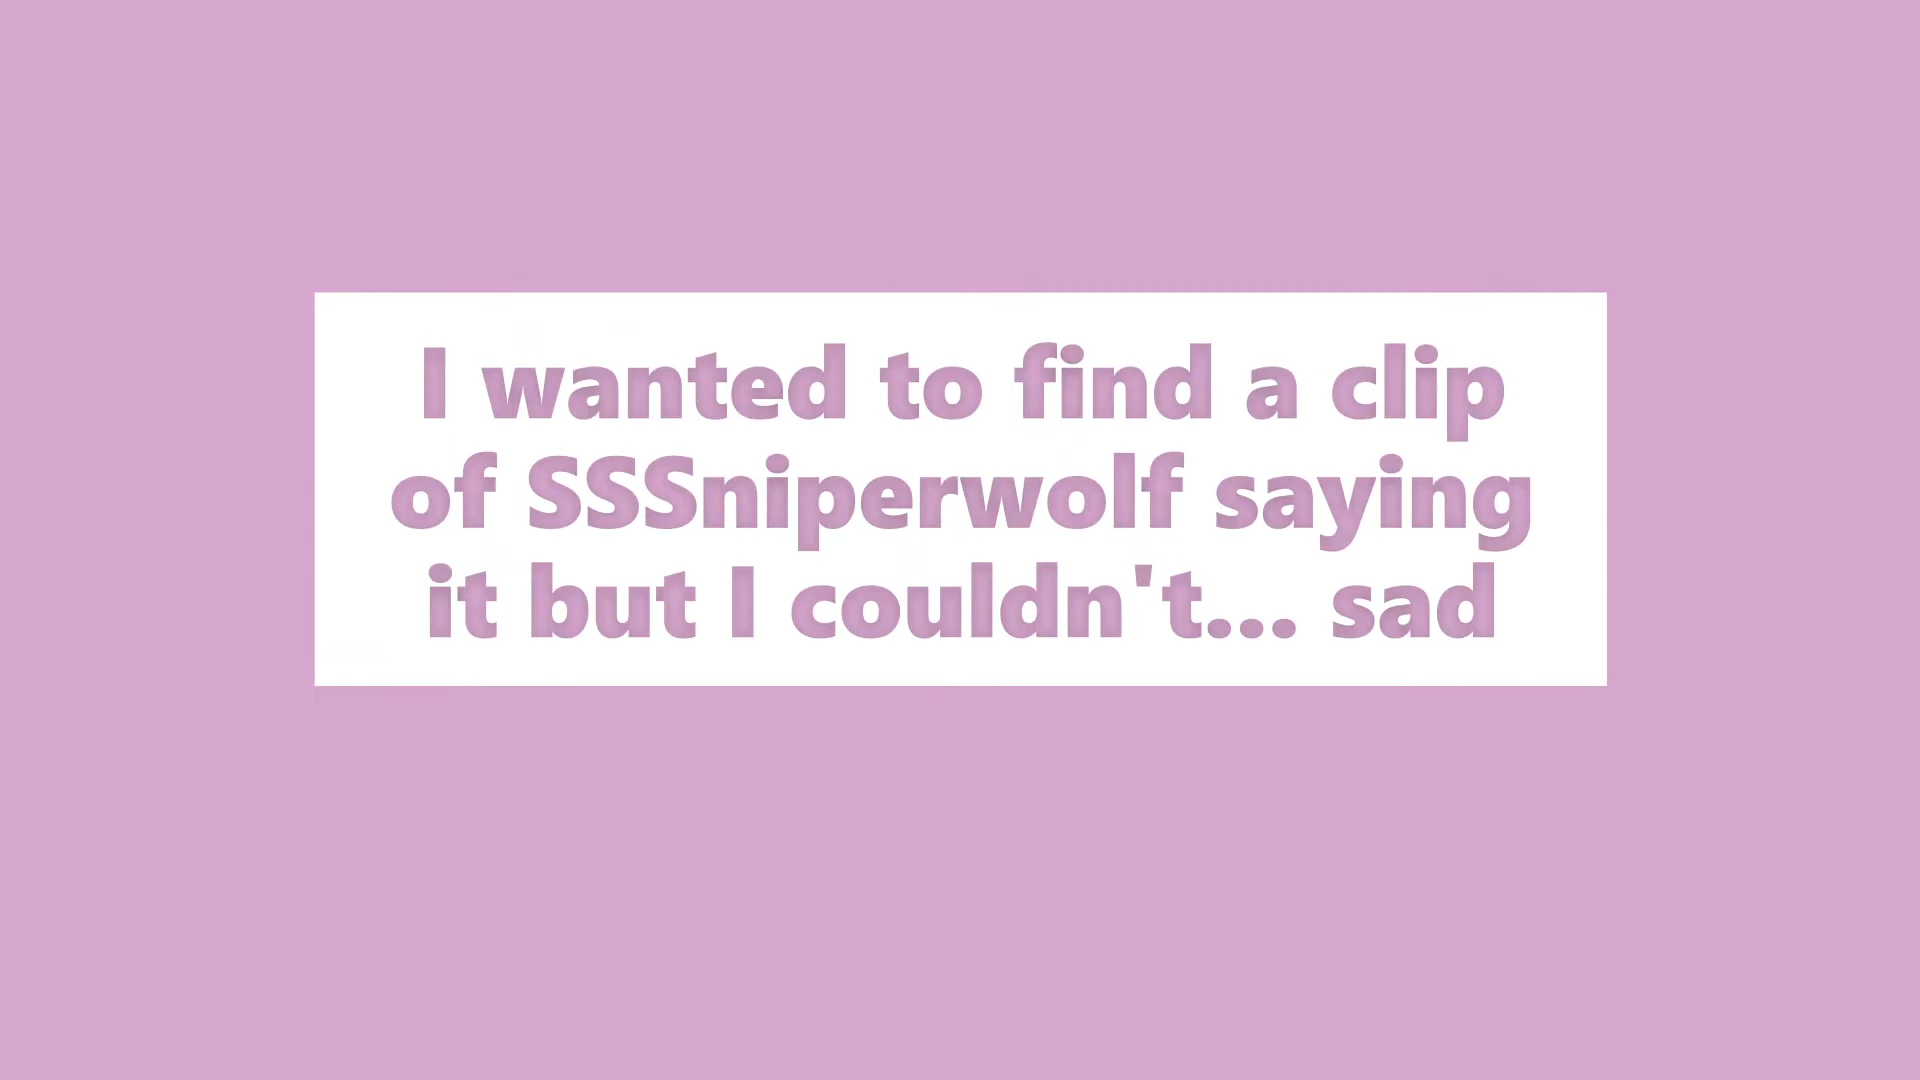 I wanted to find a clip
of SSSniperwolf saying
it but I couldn't... sad